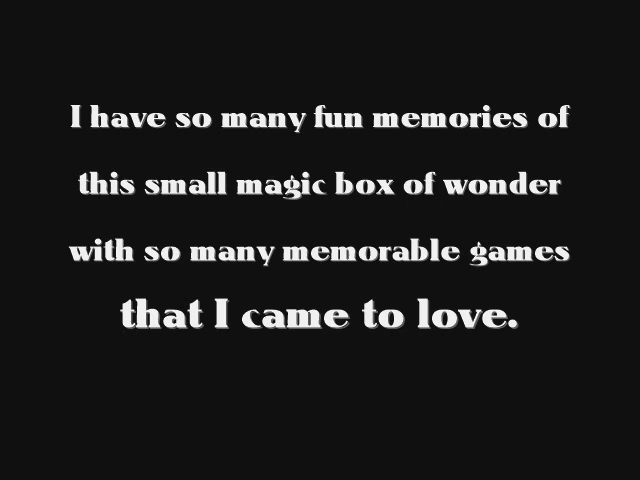 I have so many fun memories of
this small magic box of wonder
with so many memorable games
that I came to love.